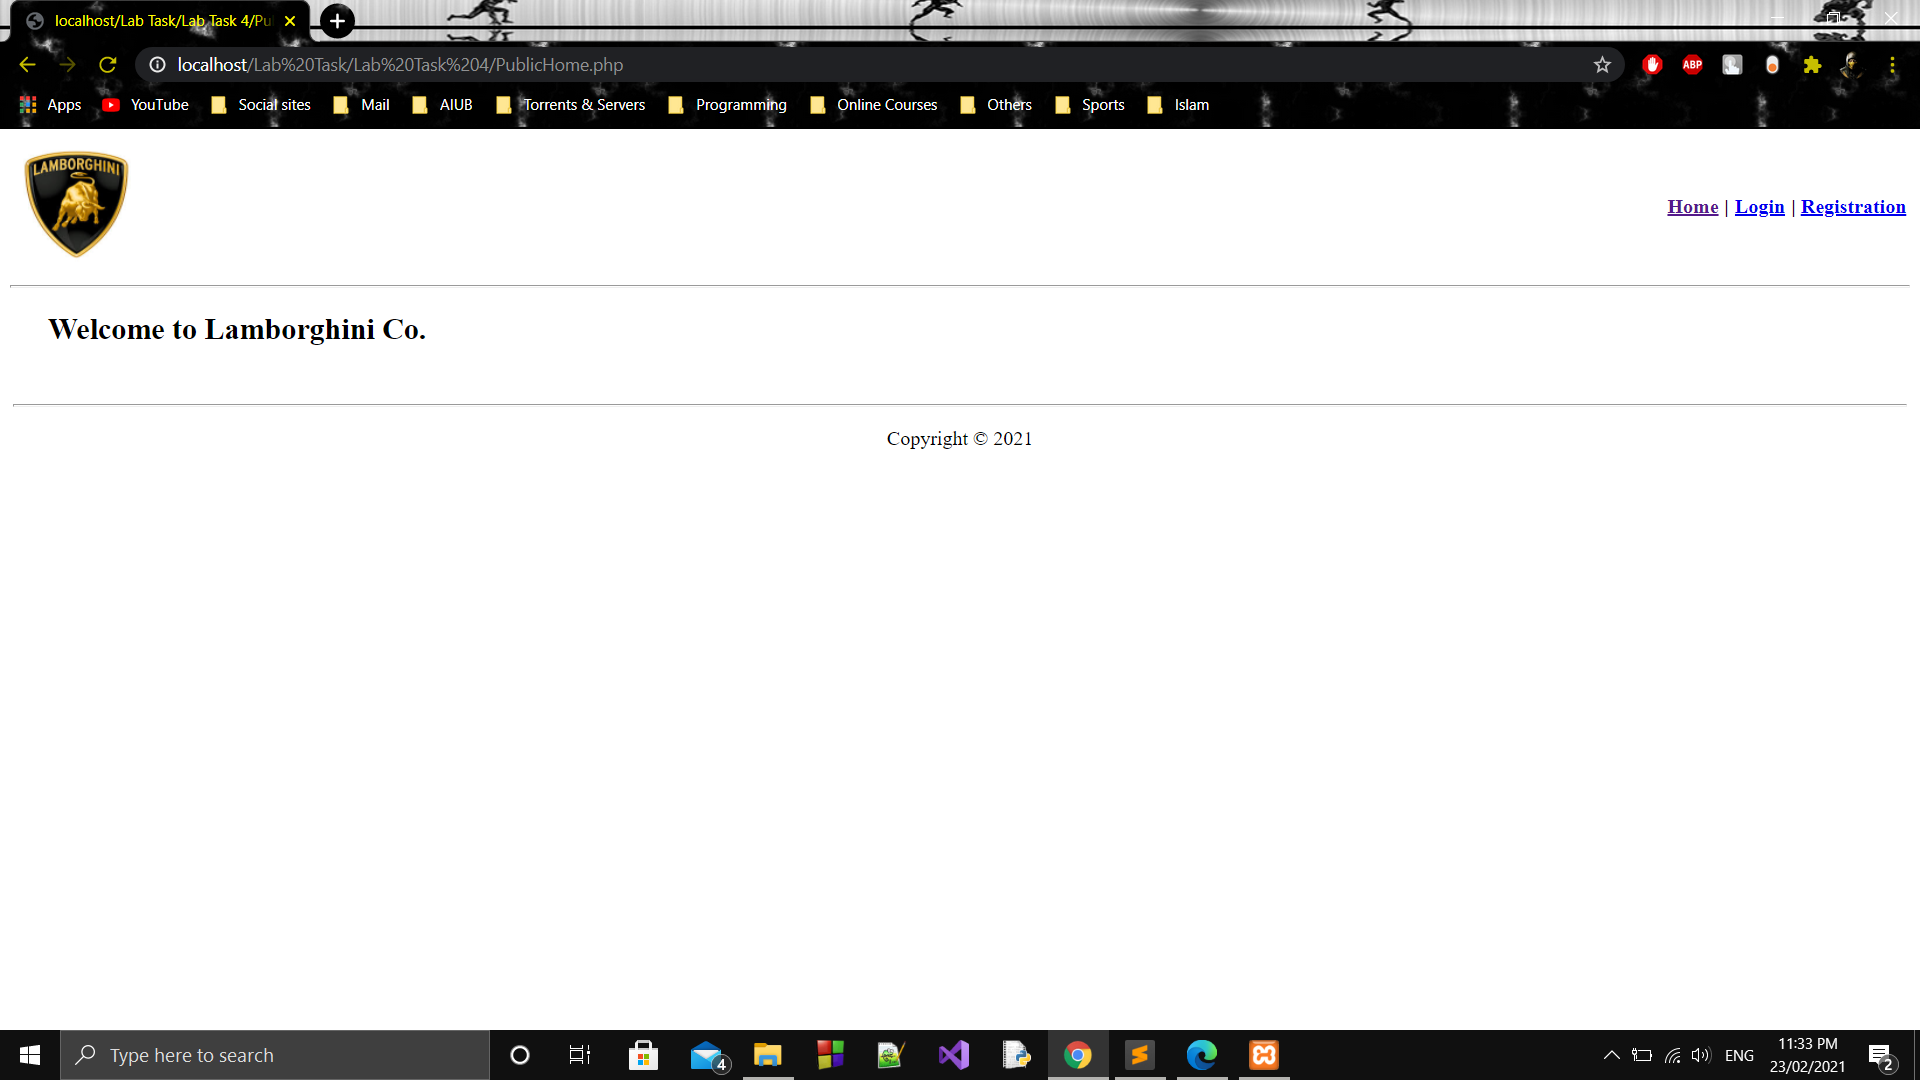 localhost/Lab Task/Lab Task 4/Pu
localhost/Lab%20Task/Lab%20Task%204/PublicHome.php
ABP
Apps YouTube Social sites Mail AIUB Torrents & Servers Programming Online Courses Others Sports Islam
LAMBORGHINI
Home | Login | Registration
Welcome to Lamborghini Co.
Copyright © 2021
Type here to search
4
ENG
11:33 PM
23/02/2021
2